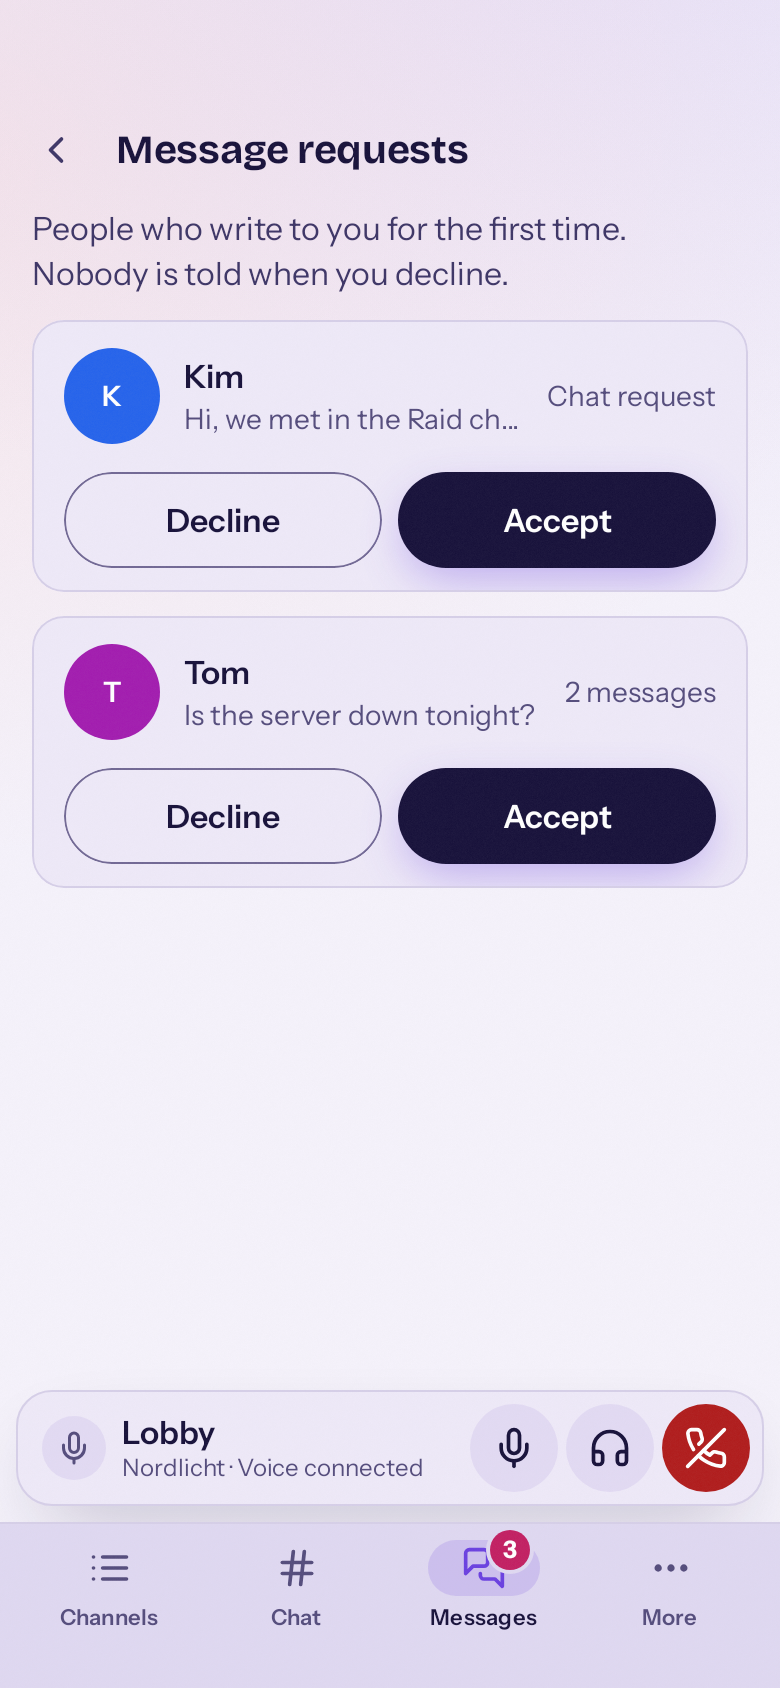 Message requests
People who write to you for the first time.
Nobody is told when you decline.
K
Kim
Hi, we met in the Raid ch...
Chat request
Decline
Accept
T
Tom
Is the server down tonight?
2 messages
Decline
Accept
Lobby
Nordlicht · Voice connected
3
Channels
Chat
Messages
More